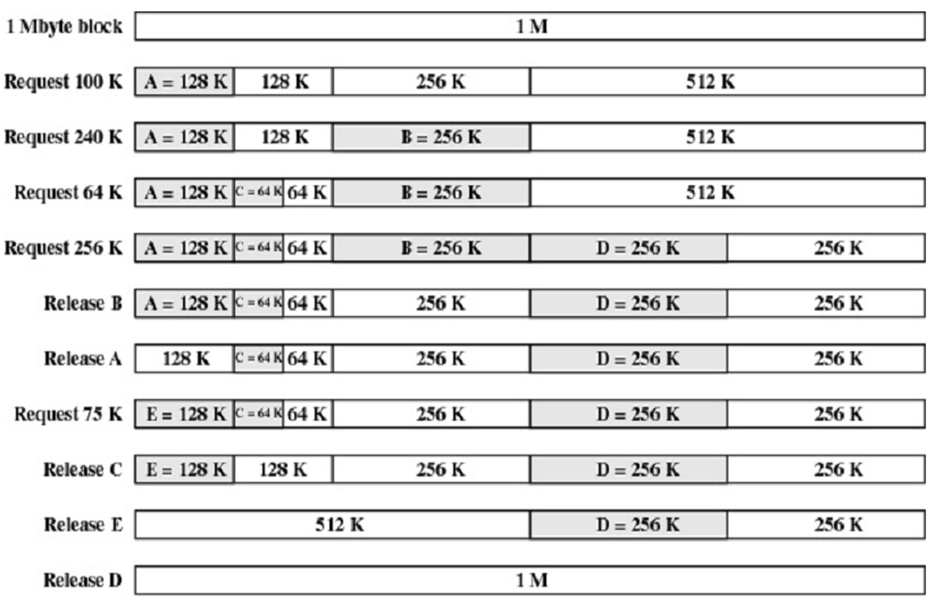 1 Mbyte block 1 M
Request 100 K A = 128 K 128 K 256 K 512 K
Request 240 K A = 128 K 128 K B = 256 K 512 K
Request 64 K A = 128 K C = 64 K 64 K B = 256 K 512 K
Request 256 K A = 128 K C = 64 K 64 K B = 256 K D = 256 K 256 K
Release B A = 128 K C = 64 K 64 K 256 K D = 256 K 256 K
Release A 128 K C = 64 K 64 K 256 K D = 256 K 256 K
Request 75 K E = 128 K C = 64 K 64 K 256 K D = 256 K 256 K
Release C E = 128 K 128 K 256 K D = 256 K 256 K
Release E 512 K D = 256 K 256 K
Release D 1 M